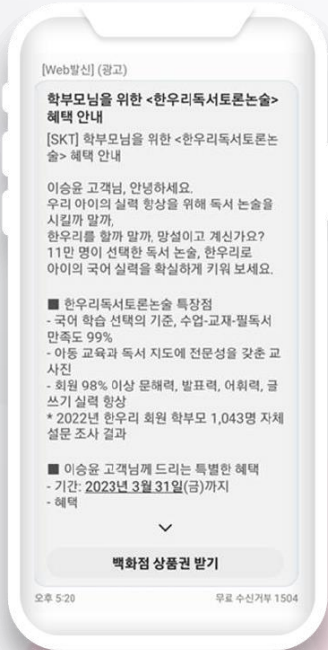 [Web발신] (광고)
학부모님을 위한 <한우리독서토론논술>
혜택 안내
[SKT] 학부모님을 위한 <한우리독서토론논
술> 혜택 안내
이승윤 고객님, 안녕하세요.
우리 아이의 실력 향상을 위해 독서 논술을
시킬까 말까,
한우리를 할까 말까, 망설이고 계신가요?
11만 명이 선택한 독서 논술, 한우리로
아이의 국어 실력을 확실하게 키워 보세요.
■ 한우리독서토론논술 특장점
- 국어 학습 선택의 기준, 수업-교재-필독서
만족도 99%
- 아동 교육과 독서 지도에 전문성을 갖춘 교
사진
- 회원 98% 이상 문해력, 발표력, 어휘력, 글
쓰기 실력 향상
* 2022년 한우리 회원 학부모 1,043명 자체
설문 조사 결과
■ 이승윤 고객님께 드리는 특별한 혜택
- 기간: 2023년 3월 31일(금)까지
- 혜택
백화점 상품권 받기
오후 5:20 무료 수신거부 1504